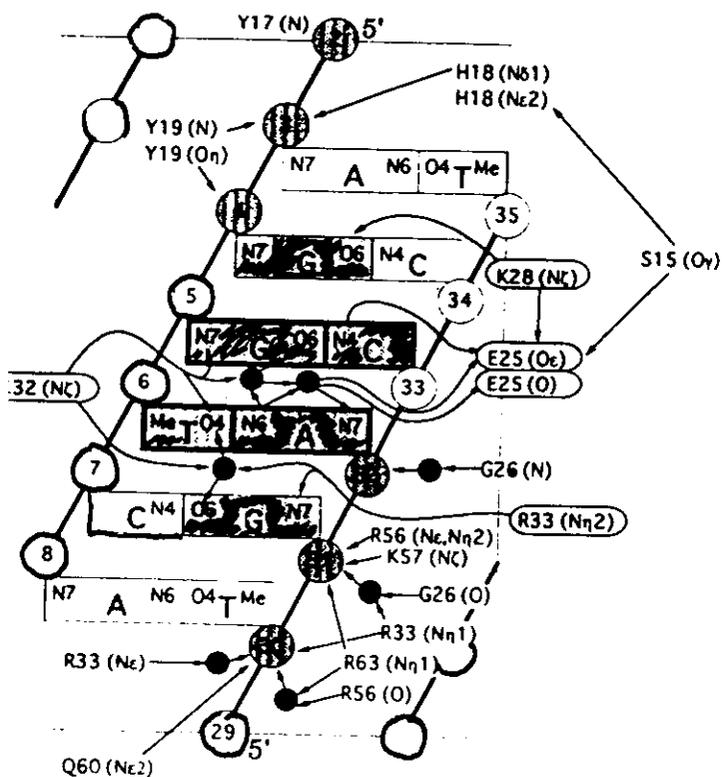 Y17 (N) 5'
H18 (Nδ1)
H18 (Nε2)
Y19 (N)
Y19 (Oη)
N7 A N6 O4 T Me
35
N7 G O6 N4 C
K28 (Nζ)
S15 (Oγ)
34
5
N7 G O6 N4 C
E25 (Oε)
E25 (O)
33
6
32 (Nζ)
Me T O4 N6 A N7
7
G26 (N)
C N4 O6 G N7
R33 (Nη2)
8
R56 (Nε,Nη2)
K57 (Nζ)
N7 A N6 O4 T Me
G26 (O)
R33 (Nη1)
R33 (Nε)
R63 (Nη1)
R56 (O)
29
5'
Q60 (Nε2)